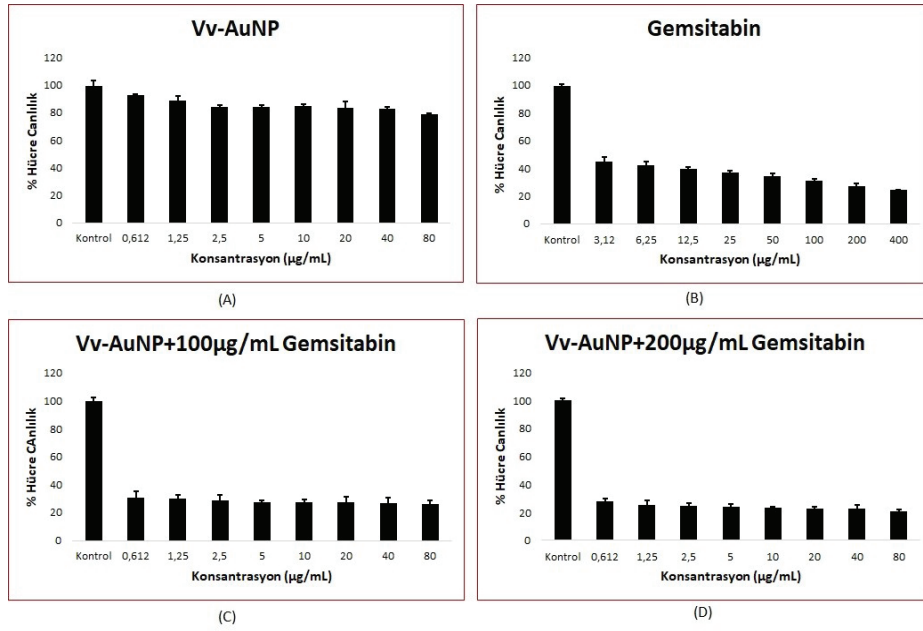 Vv-AuNP
120
100
80
60
40
20
0
% Hücre Canlılık
Kontrol 0,612 1,25 2,5 5 10 20 40 80
Konsantrasyon (µg/mL)
(A)
Gemsitabin
120
100
80
60
40
20
0
% Hücre Canlılık
Kontrol 3,12 6,25 12,5 25 50 100 200 400
Konsantrasyon (µg/mL)
(B)
Vv-AuNP+100µg/mL Gemsitabin
120
100
80
60
40
20
0
% Hücre CAnlılık
Kontrol 0,612 1,25 2,5 5 10 20 40 80
Konsantrasyon (µg/mL)
(C)
Vv-AuNP+200µg/mL Gemsitabin
120
100
80
60
40
20
0
% Hücre Canlılık
Kontrol 0,612 1,25 2,5 5 10 20 40 80
Konsantrasyon (µg/mL)
(D)